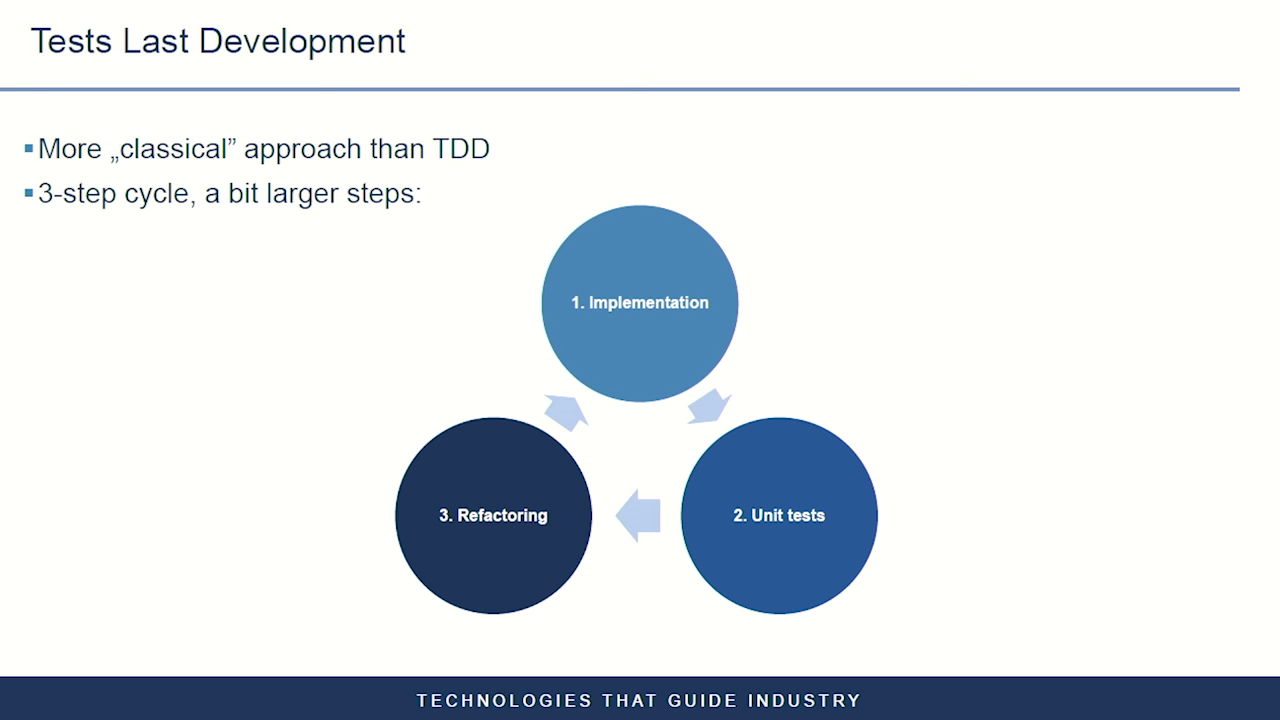 Tests Last Development
▪More „classical” approach than TDD
▪3-step cycle, a bit larger steps:
1. Implementation
3. Refactoring
2. Unit tests
TECHNOLOGIES THAT GUIDE INDUSTRY